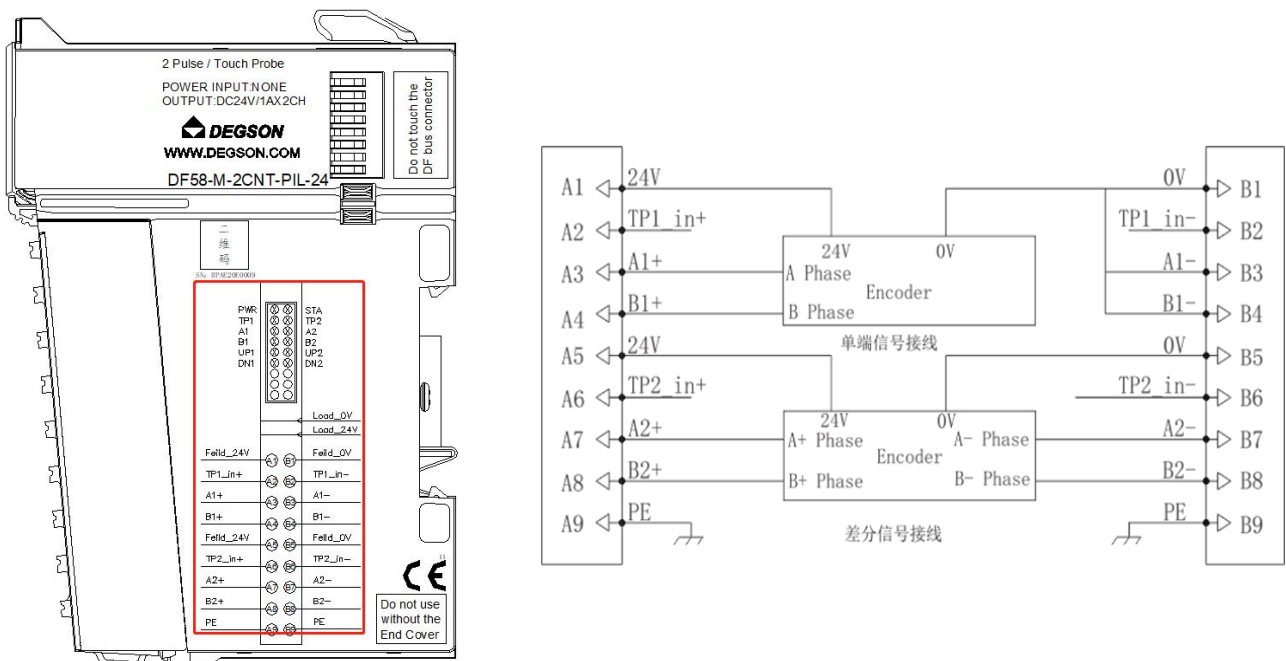 2 Pulse / Touch Probe
POWER INPUT:NONE
OUTPUT:DC24V/1AX2CH
DEGSON
WWW.DEGSON.COM
DF58-M-2CNT-PIL-24
Do not touch the
DF bus connector
二
维
码
SN: RPAE20E0009
PWR STA
TP1 TP2
A1 A2
B1 B2
UP1 UP2
DN1 DN2
Load_0V
Load_24V
Feild_24V A1 B1 Feild_0V
TP1_in+ A2 B2 TP1_in-
A1+ A3 B3 A1-
B1+ A4 B4 B1-
Feild_24V A5 B5 Feild_0V
TP2_in+ A6 B6 TP2_in-
A2+ A7 B7 A2-
B2+ A8 B8 B2-
PE A9 B9 PE
CE
Do not use
without the
End Cover
A1 24V 0V B1
A2 TP1_in+ TP1_in- B2
24V 0V
A3 A1+ A Phase A1- B3
Encoder
A4 B1+ B Phase B1- B4
单端信号接线
A5 24V 0V B5
A6 TP2_in+ TP2_in- B6
24V 0V
A7 A2+ A+ Phase A- Phase A2- B7
Encoder
A8 B2+ B+ Phase B- Phase B2- B8
A9 PE PE B9
差分信号接线